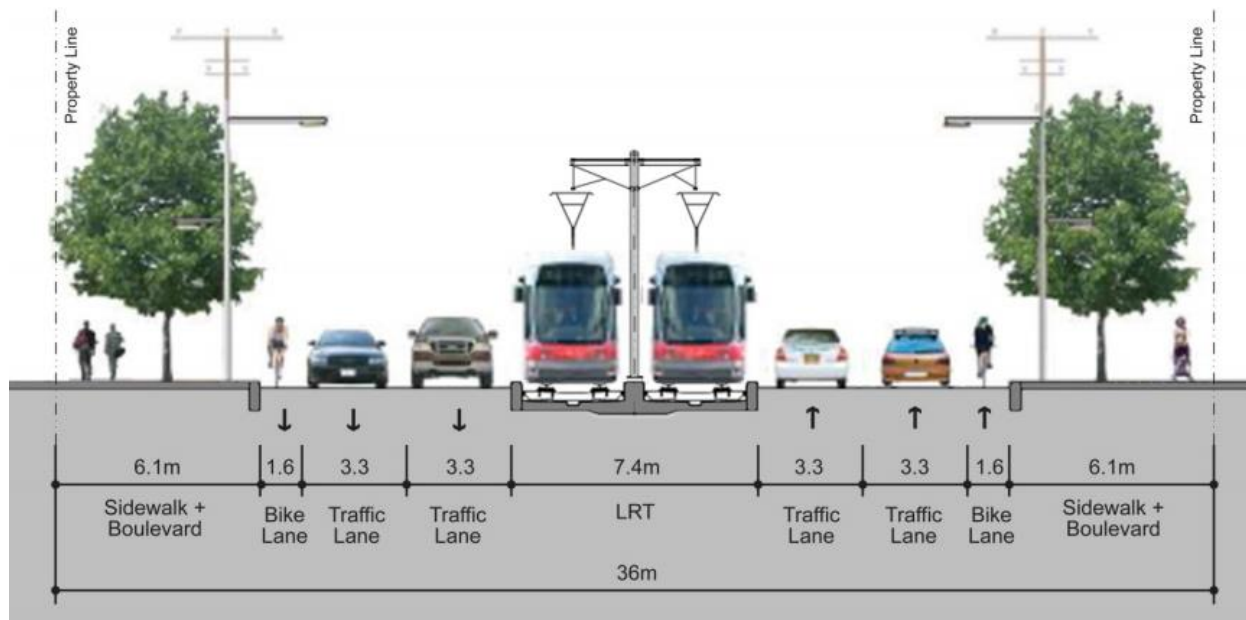 Property Line
Property Line
6.1m 1.6 3.3 3.3 7.4m 3.3 3.3 1.6 6.1m
Sidewalk + Boulevard
Bike Lane
Traffic Lane
Traffic Lane
LRT
Traffic Lane
Traffic Lane
Bike Lane
Sidewalk + Boulevard
36m